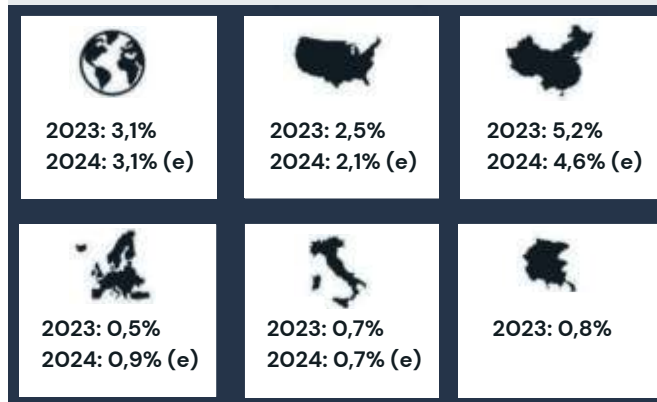 2023: 3,1%
2024: 3,1% (e)
2023: 2,5%
2024: 2,1% (e)
2023: 5,2%
2024: 4,6% (e)
2023: 0,5%
2024: 0,9% (e)
2023: 0,7%
2024: 0,7% (e)
2023: 0,8%